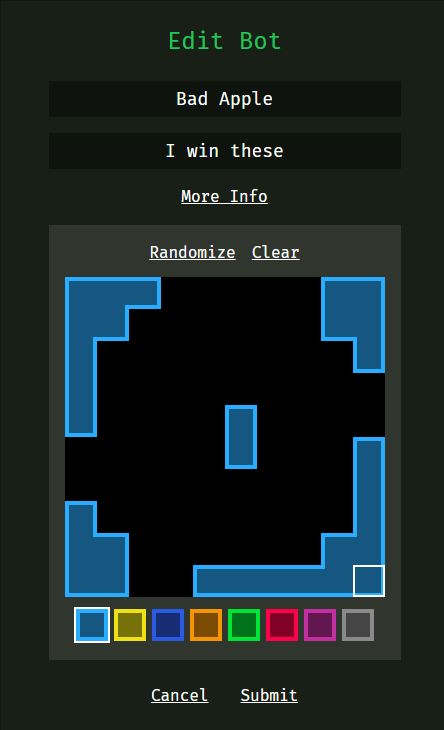 Edit Bot
Bad Apple
I win these
More Info
Randomize Clear
Cancel Submit